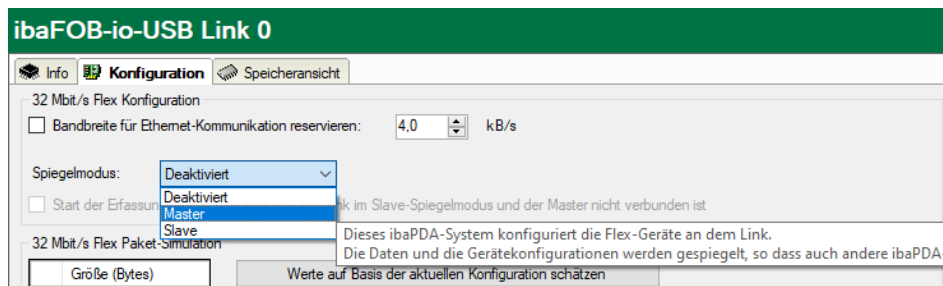 ibaFOB-io-USB Link 0
Info Konfiguration Speicheransicht
32 Mbit/s Flex Konfiguration
Bandbreite für Ethernet-Kommunikation reservieren: 4,0 kB/s
Spiegelmodus: Deaktiviert
Deaktiviert
Start der Erfassun Master k im Slave-Spiegelmodus und der Master nicht verbunden ist
Slave
Dieses ibaPDA-System konfiguriert die Flex-Geräte an dem Link.
32 Mbit/s Flex Paket-Simulation
Die Daten und die Gerätekonfigurationen werden gespiegelt, so dass auch andere ibaPDA-
Größe (Bytes) Werte auf Basis der aktuellen Konfiguration schätzen